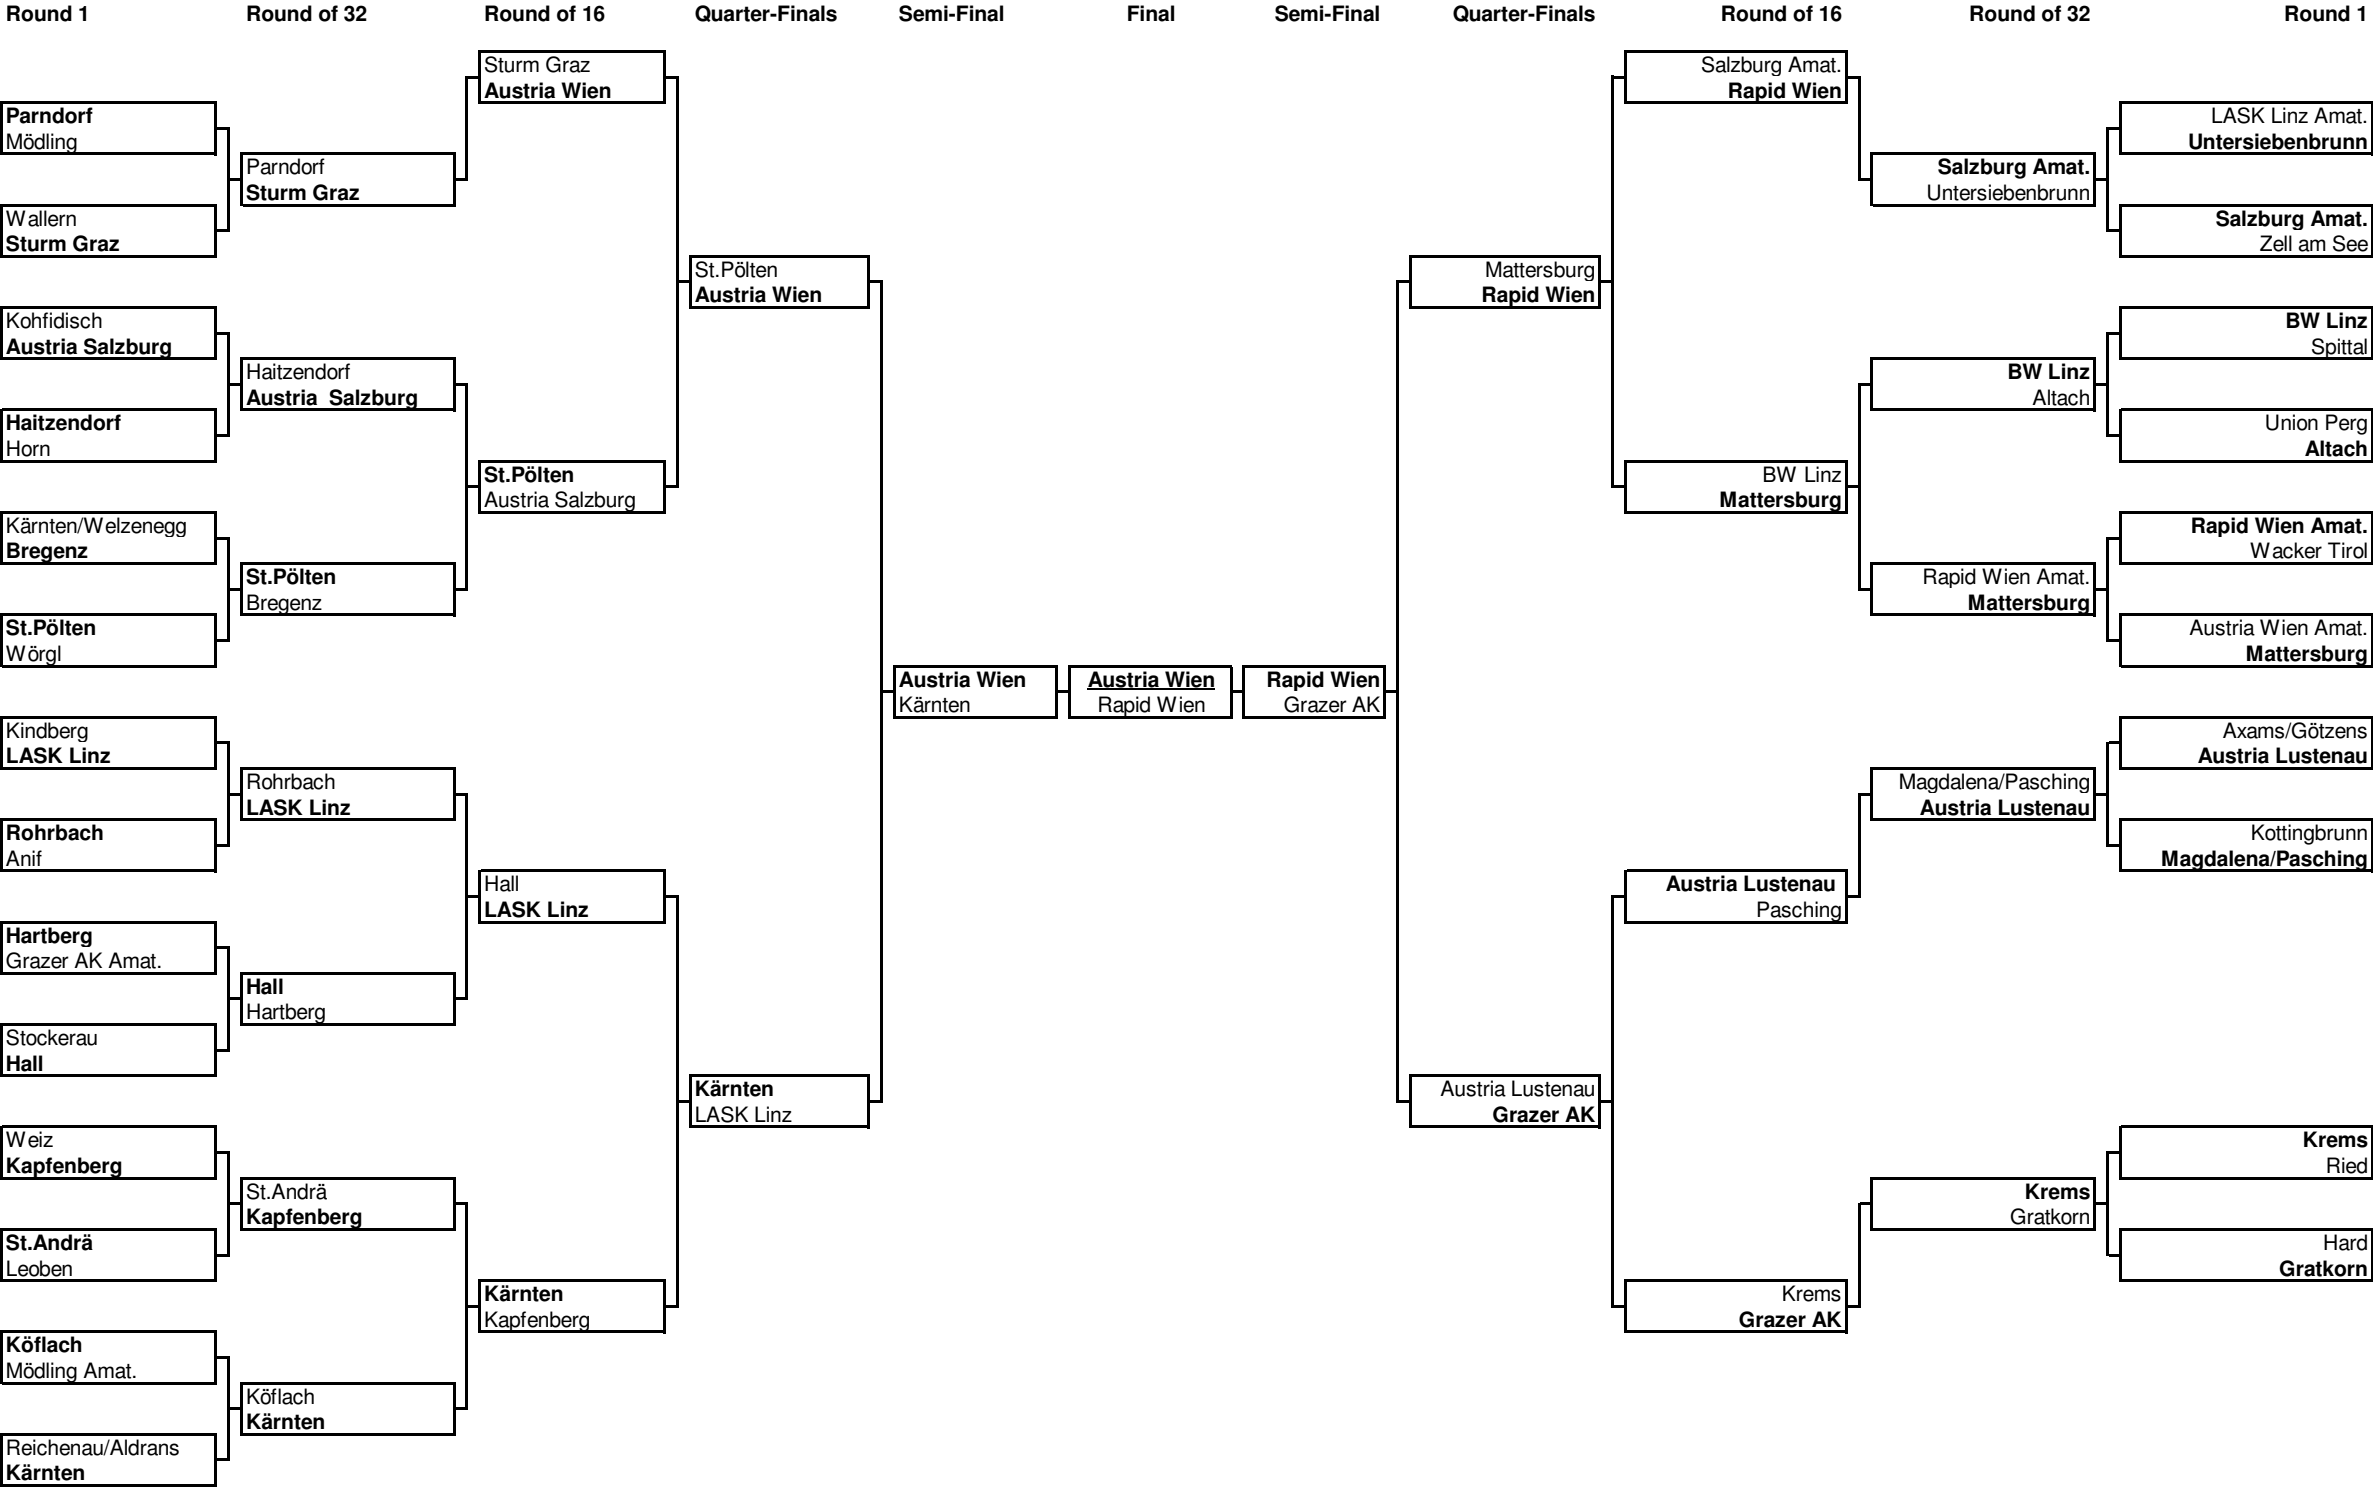 Round 1
Round of 32
Round of 16
Quarter-Finals
Semi-Final
Final
Semi-Final
Quarter-Finals
Round of 16
Round of 32
Round 1
Parndorf
Mödling
Wallern
Sturm Graz
Kohfidisch
Austria Salzburg
Haitzendorf
Horn
Kärnten/Welzenegg
Bregenz
St.Pölten
Wörgl
Kindberg
LASK Linz
Rohrbach
Anif
Hartberg
Grazer AK Amat.
Stockerau
Hall
Weiz
Kapfenberg
St.Andrä
Leoben
Köflach
Mödling Amat.
Reichenau/Aldrans
Kärnten
Parndorf
Sturm Graz
Haitzendorf
Austria  Salzburg
St.Pölten
Bregenz
Rohrbach
LASK Linz
Hall
Hartberg
St.Andrä
Kapfenberg
Köflach
Kärnten
Sturm Graz
Austria Wien
St.Pölten
Austria Salzburg
Hall
LASK Linz
Kärnten
Kapfenberg
St.Pölten
Austria Wien
Kärnten
LASK Linz
Austria Wien
Kärnten
Austria Wien
Rapid Wien
Rapid Wien
Grazer AK
Mattersburg
Rapid Wien
Austria Lustenau
Grazer AK
Salzburg Amat.
Rapid Wien
BW Linz
Mattersburg
Austria Lustenau
Pasching
Krems
Grazer AK
Salzburg Amat.
Untersiebenbrunn
BW Linz
Altach
Rapid Wien Amat.
Mattersburg
Magdalena/Pasching
Austria Lustenau
Krems
Gratkorn
LASK Linz Amat.
Untersiebenbrunn
Salzburg Amat.
Zell am See
BW Linz
Spittal
Union Perg
Altach
Rapid Wien Amat.
Wacker Tirol
Austria Wien Amat.
Mattersburg
Axams/Götzens
Austria Lustenau
Kottingbrunn
Magdalena/Pasching
Krems
Ried
Hard
Gratkorn